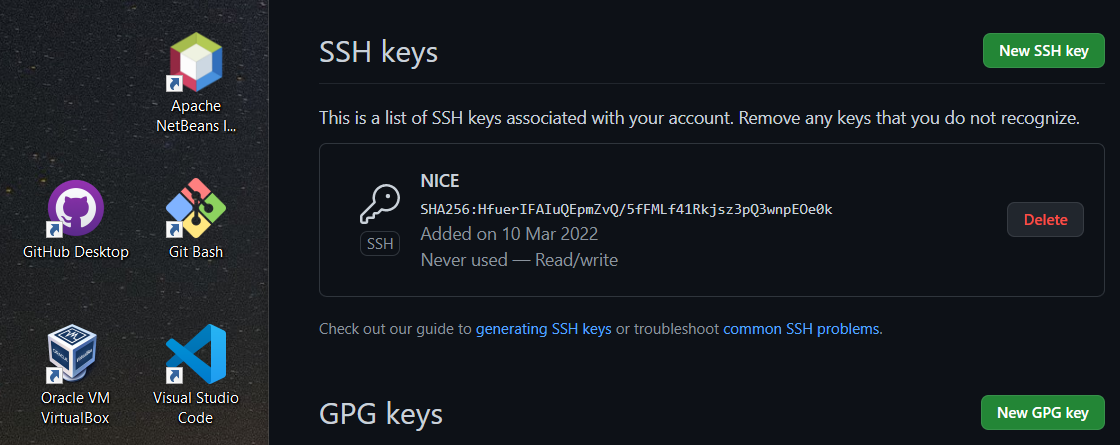 Apache
NetBeans I...
GitHub Desktop
Git Bash
Oracle VM
VirtualBox
Visual Studio
Code
SSH keys
New SSH key
This is a list of SSH keys associated with your account. Remove any keys that you do not recognize.
NICE
SHA256:HfuerIFAIuQEpmZvQ/5fFMLf41Rkjsz3pQ3wnpEOe0k
Added on 10 Mar 2022
Never used — Read/write
SSH
Delete
Check out our guide to generating SSH keys or troubleshoot common SSH problems.
GPG keys
New GPG key